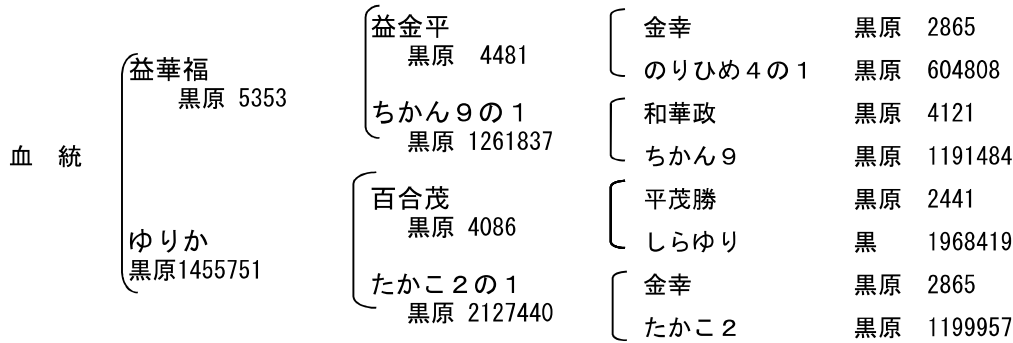 血　統
益華福
黒原 5353
ゆりか
黒原1455751
益金平
黒原　4481
ちかん９の１
黒原 1261837
百合茂
黒原 4086
たかこ２の１
黒原 2127440
金幸　黒原　2865
のりひめ４の１　黒原　604808
和華政　黒原　4121
ちかん９　黒原　1191484
平茂勝　黒原　2441
しらゆり　黒　1968419
金幸　黒原　2865
たかこ２　黒原　1199957